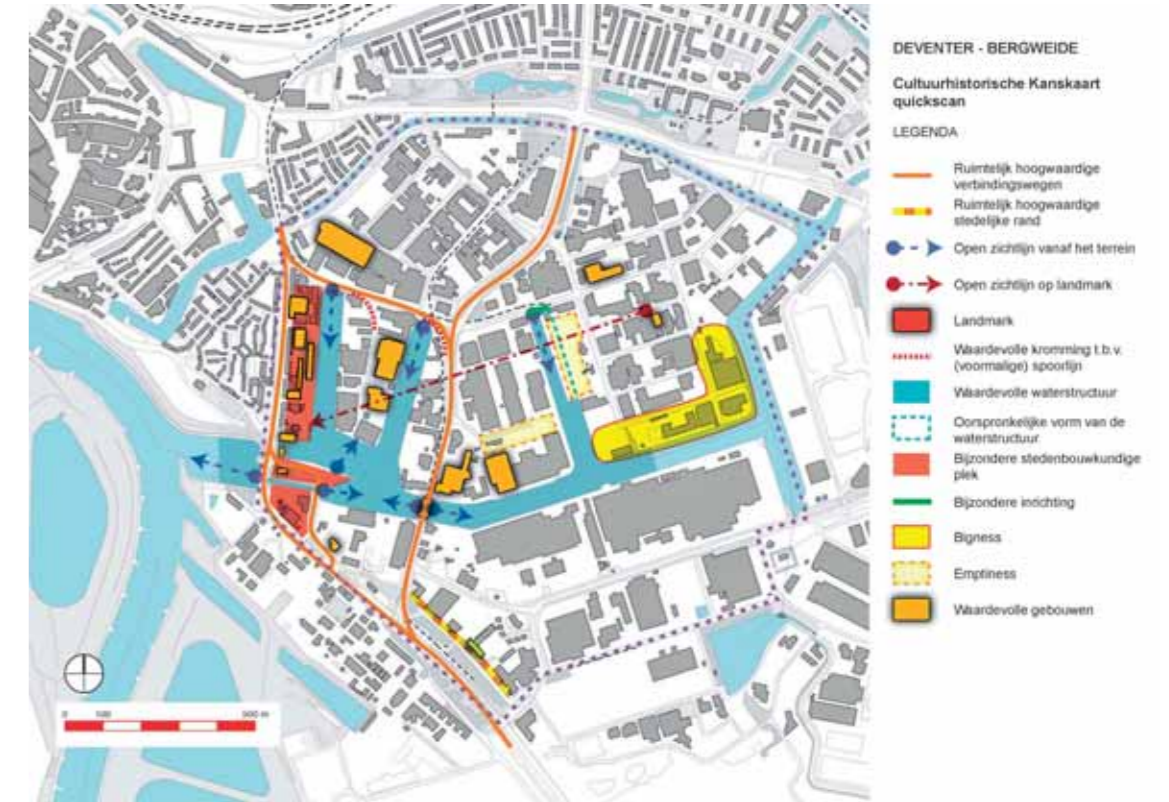 DEVENTER - BERGWEIDE
Cultuurhistorische Kanskaart
quickscan
LEGENDA
Ruimtelijk hoogwaardige
verbindingswegen
Ruimtelijk hoogwaardige
stedelijke rand
Open zichtlijn vanaf het terrein
Open zichtlijn op landmark
Landmark
Waardevolle kromming t.b.v.
(voormalige) spoorlijn
Waardevolle waterstructuur
Oorspronkelijke vorm van de
waterstructuur
Bijzondere stedenbouwkundige
plek
Bijzondere inrichting
Bigness
Emptiness
Waardevolle gebouwen
0 100 500 m